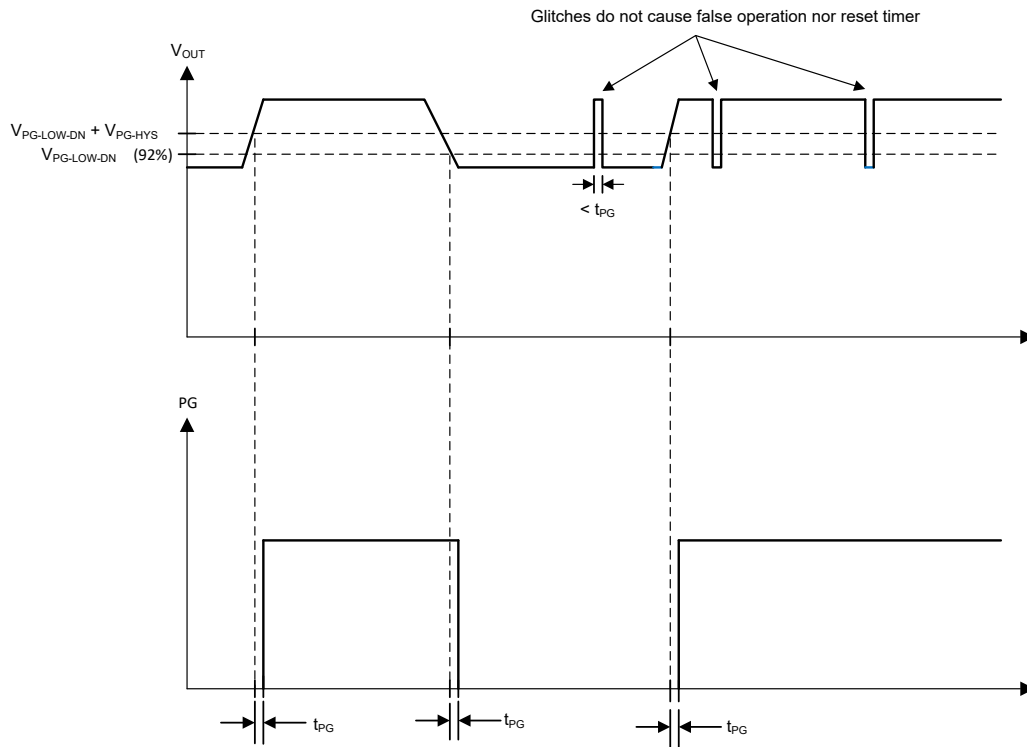 Glitches do not cause false operation nor reset timer
VOUT
VPG-LOW-DN + VPG-HYS
VPG-LOW-DN (92%)
< tPG
PG
tPG
tPG
tPG